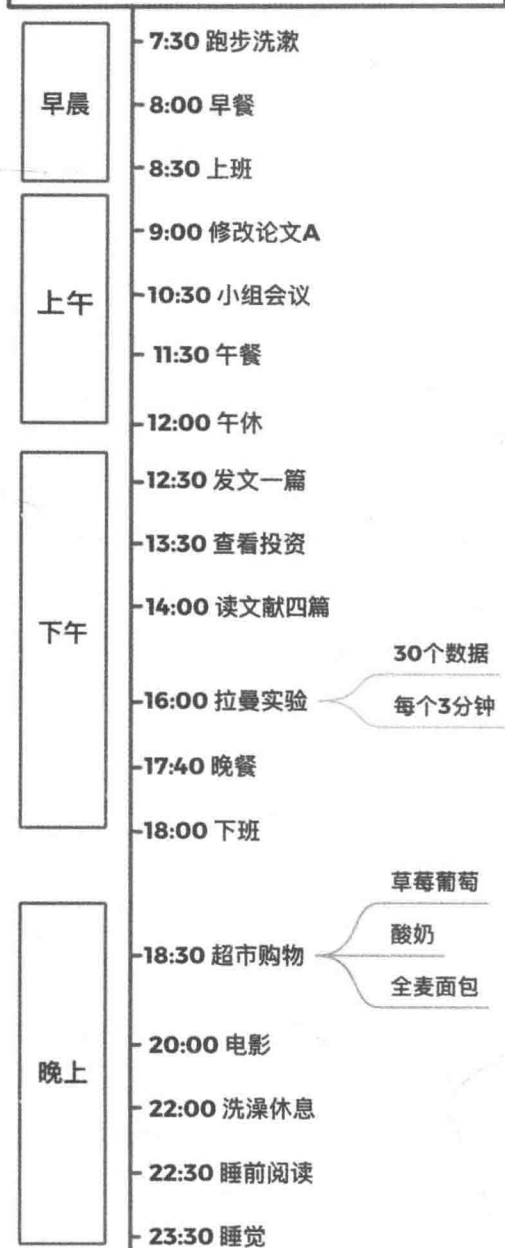 早晨
7:30 跑步洗漱
8:00 早餐
8:30 上班
上午
9:00 修改论文A
10:30 小组会议
11:30 午餐
12:00 午休
下午
12:30 发文一篇
13:30 查看投资
14:00 读文献四篇
16:00 拉曼实验
30个数据
每个3分钟
17:40 晚餐
18:00 下班
晚上
18:30 超市购物
草莓葡萄
酸奶
全麦面包
20:00 电影
22:00 洗澡休息
22:30 睡前阅读
23:30 睡觉